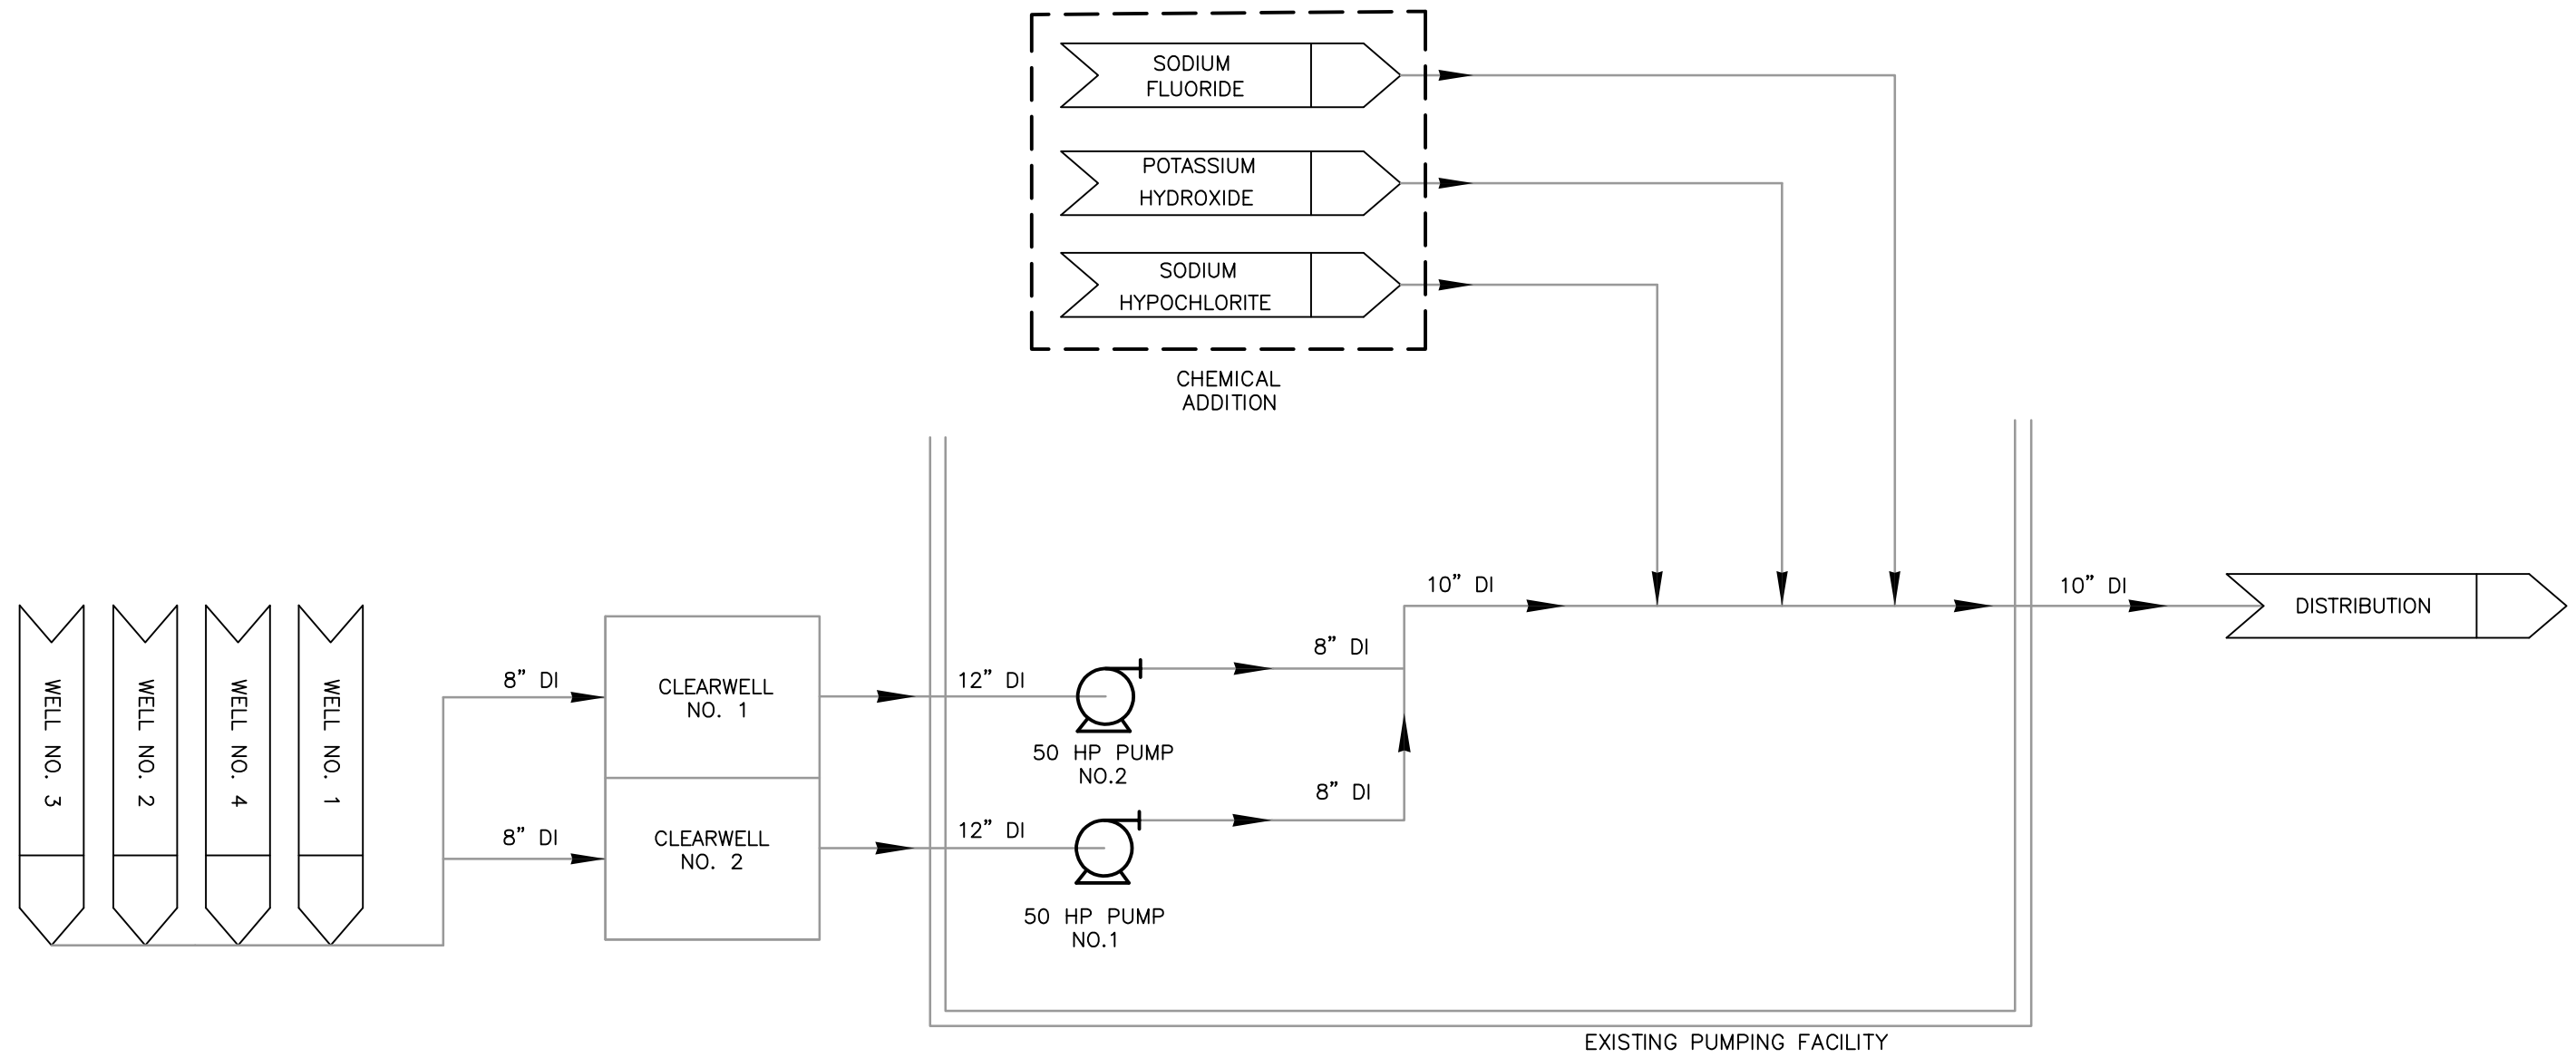 SODIUM
FLUORIDE
POTASSIUM
HYDROXIDE
SODIUM
HYPOCHLORITE
CHEMICAL
ADDITION
WELL NO. 3
WELL NO. 2
WELL NO. 4
WELL NO. 1
8” DI
8” DI
CLEARWELL
NO. 1
CLEARWELL
NO. 2
12” DI
12” DI
50 HP PUMP
NO.2
50 HP PUMP
NO.1
8” DI
8” DI
10” DI
10” DI
DISTRIBUTION
EXISTING PUMPING FACILITY